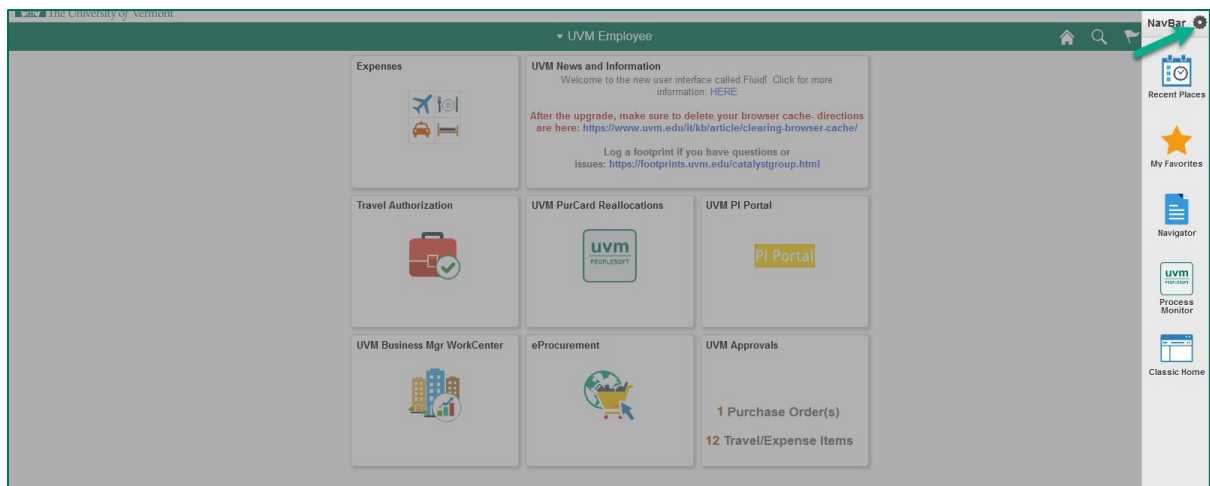 The University of Vermont
UVM Employee
NavBar
Expenses
UVM News and Information
Welcome to the new user interface called Fluid! Click for more
information: HERE
After the upgrade, make sure to delete your browser cache- directions
are here: https://www.uvm.edu/it/kb/article/clearing-browser-cache/
Log a footprint if you have questions or
issues: https://footprints.uvm.edu/catalystgroup.html
Travel Authorization
UVM PurCard Reallocations
uvm
PEOPLESOFT
UVM PI Portal
PI Portal
UVM Business Mgr WorkCenter
eProcurement
UVM Approvals
1 Purchase Order(s)
12 Travel/Expense Items
Recent Places
My Favorites
Navigator
uvm
PEOPLESOFT
Process
Monitor
Classic Home